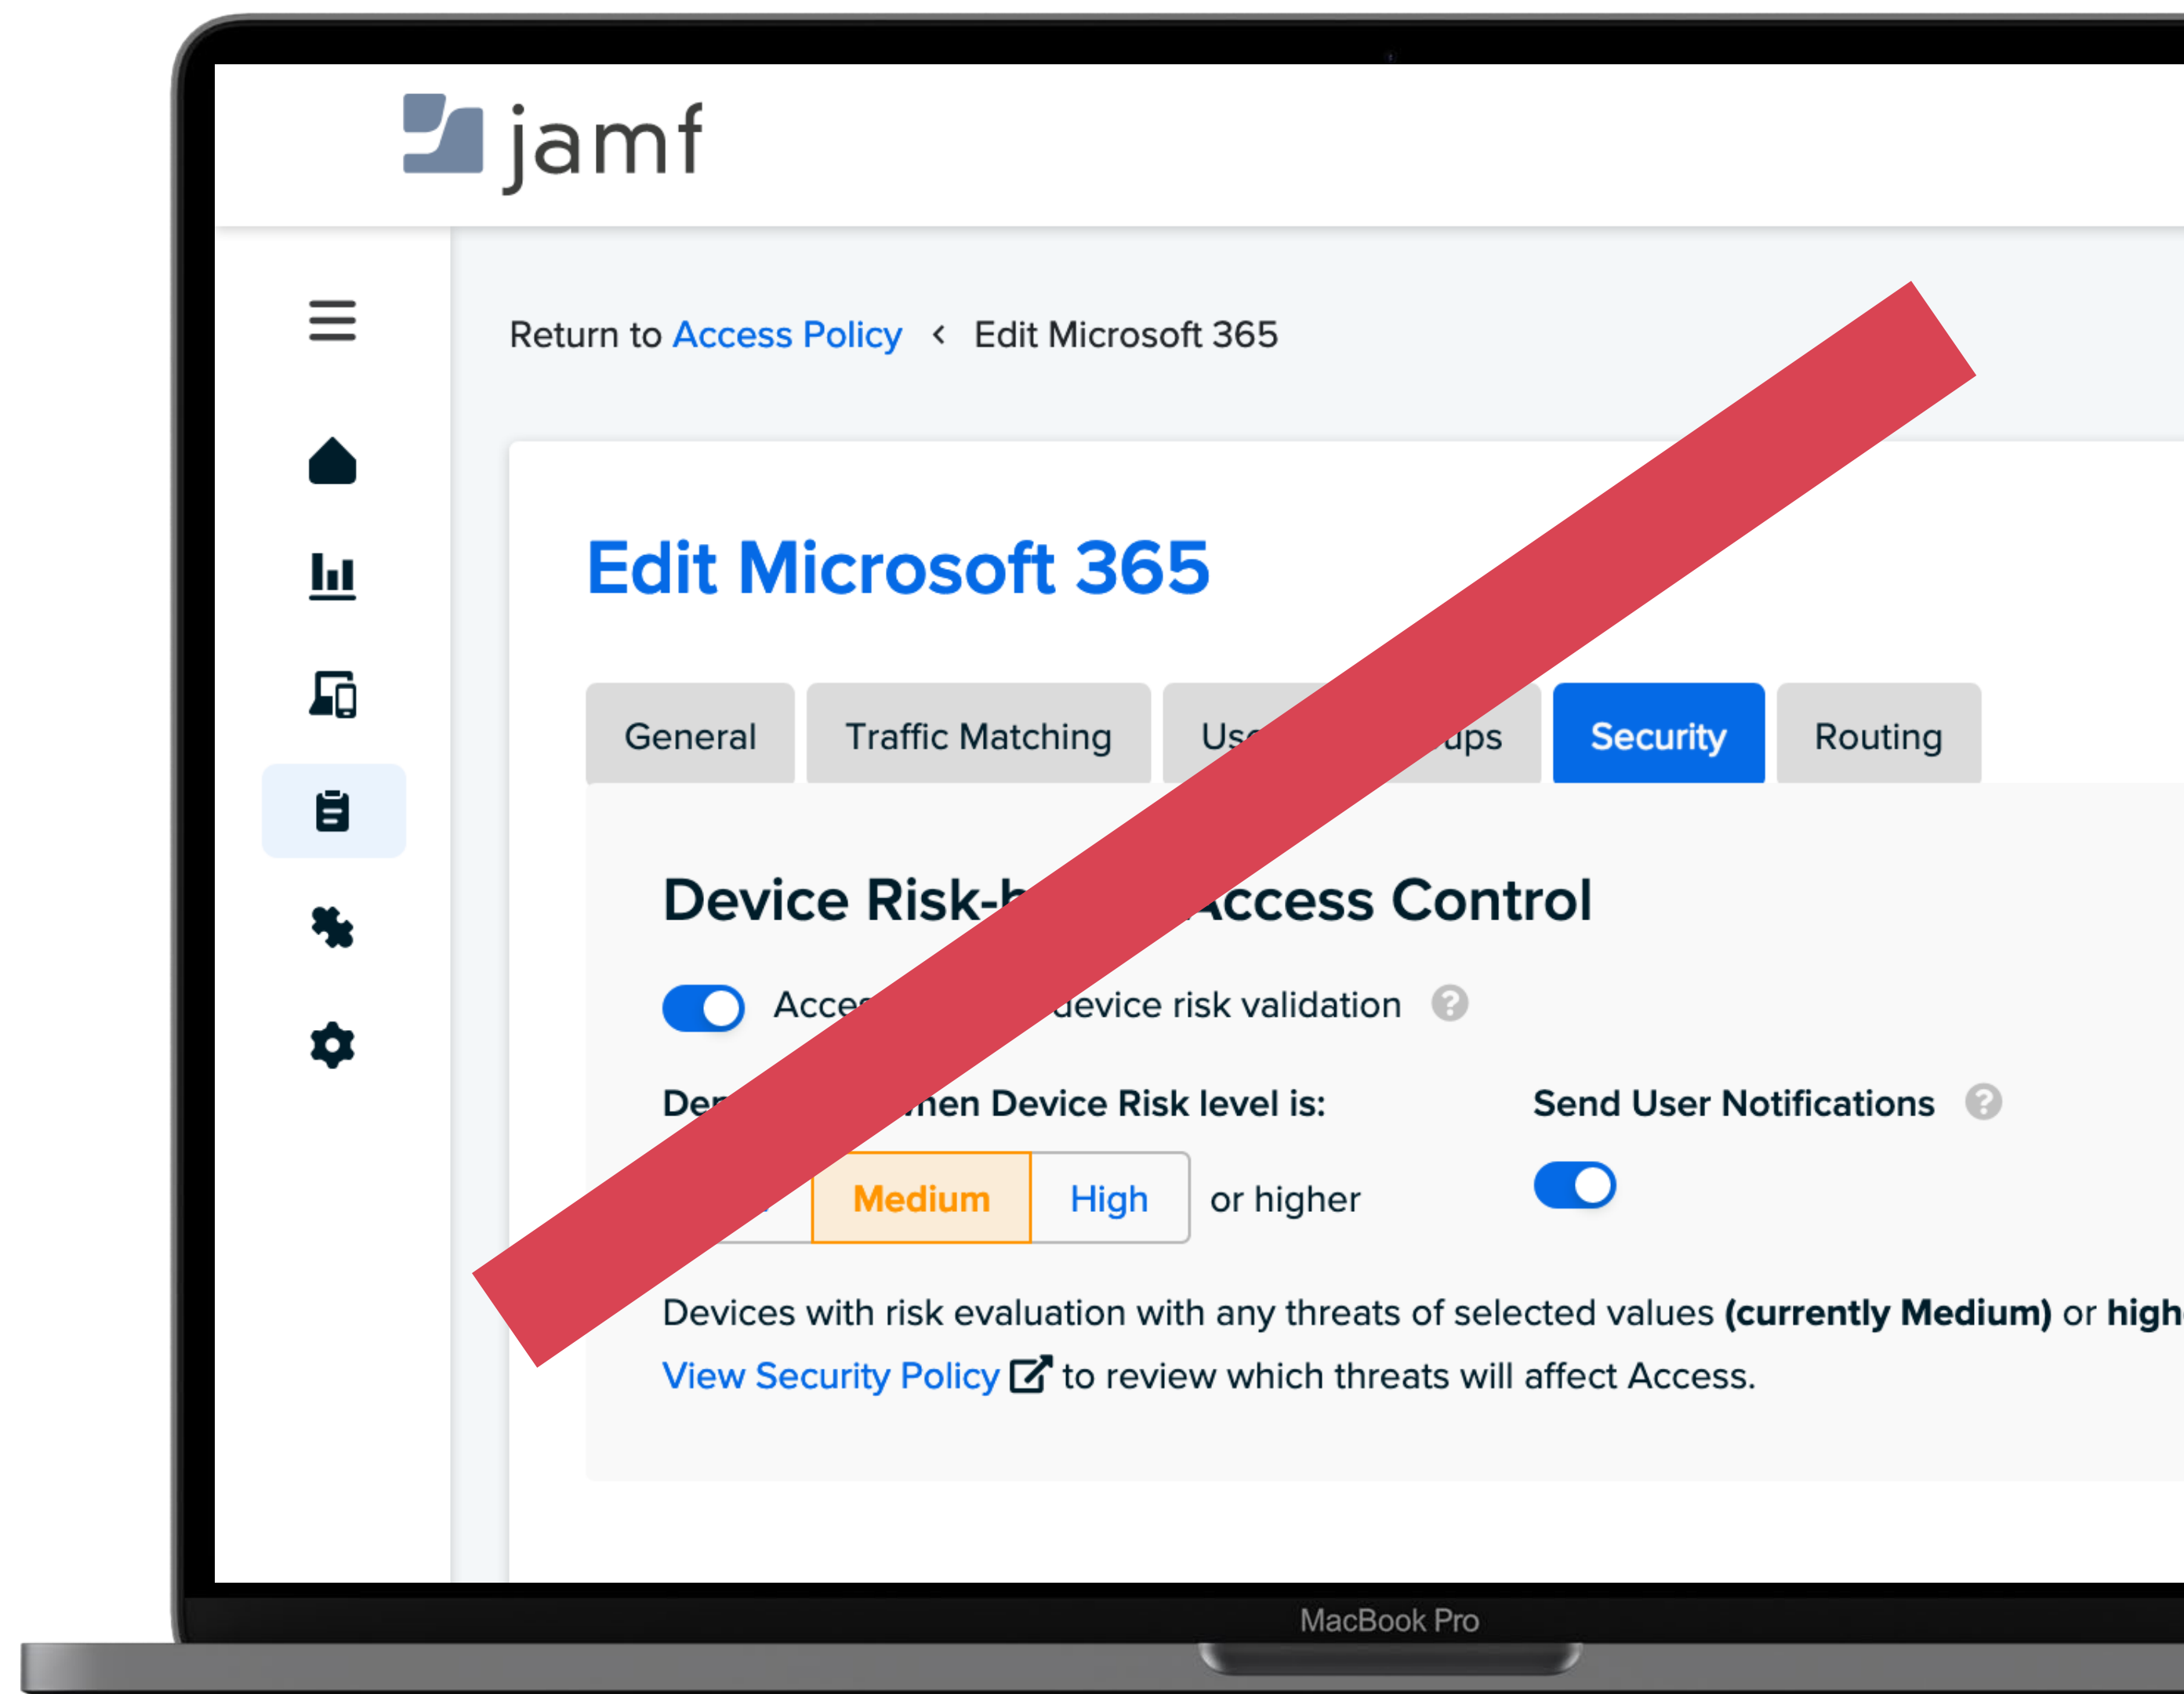 jamf
Return to Access Policy < Edit Microsoft 365
Edit Microsoft 365
General Traffic Matching Security Routing
Device Access Control
device risk validation
Device Risk level is: Send User Notifications
Medium High or higher
Devices with risk evaluation with any threats of selected values (currently Medium) or
View Security Policy to review which threats will affect Access.
MacBook Pro